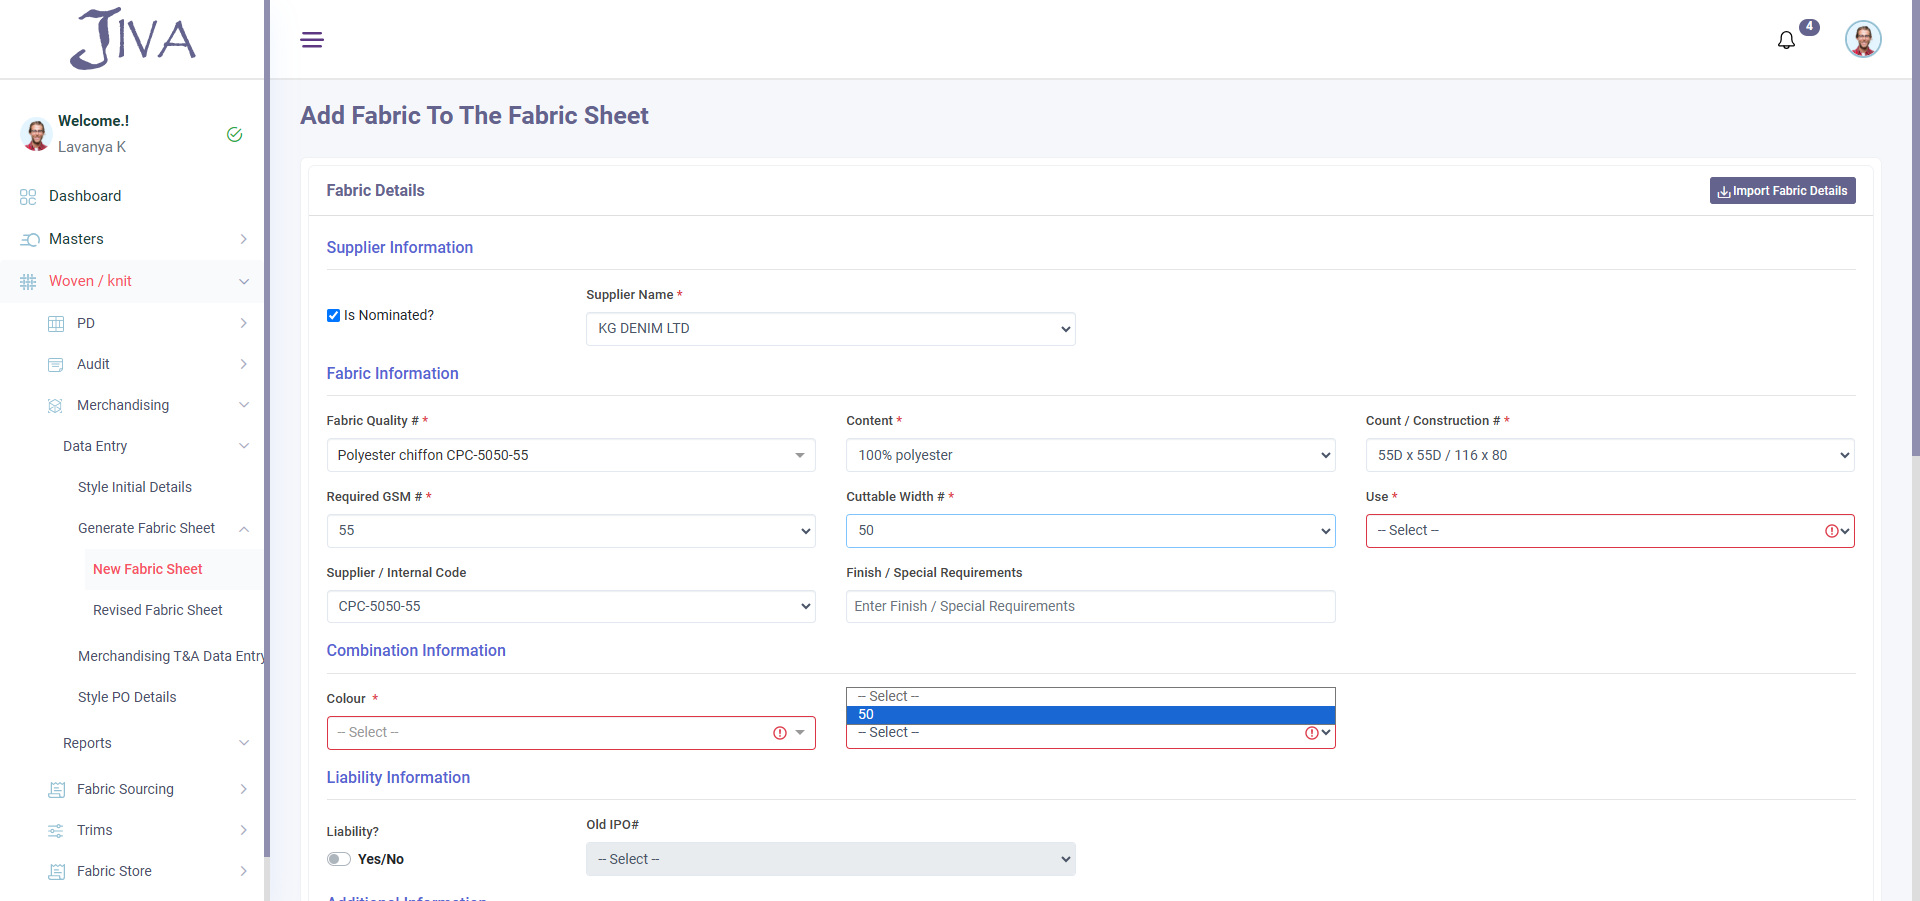 JIVA
4
Welcome.!
Lavanya K
Dashboard
Masters
Woven / knit
PD
Audit
Merchandising
Data Entry
Style Initial Details
Generate Fabric Sheet
New Fabric Sheet
Revised Fabric Sheet
Merchandising T&A Data Entry
Style PO Details
Reports
Fabric Sourcing
Trims
Fabric Store
Add Fabric To The Fabric Sheet
Fabric Details
Import Fabric Details
Supplier Information
Is Nominated?
Supplier Name *
KG DENIM LTD
Fabric Information
Fabric Quality # *
Content *
Count / Construction # *
Polyester chiffon CPC-5050-55
100% polyester
55D x 55D / 116 x 80
Required GSM # *
Cuttable Width # *
Use *
55
50
-- Select --
Supplier / Internal Code
Finish / Special Requirements
CPC-5050-55
Enter Finish / Special Requirements
Combination Information
Colour *
-- Select --
50
-- Select --
-- Select --
Liability Information
Liability?
Old IPO#
Yes/No
-- Select --
Additional Information